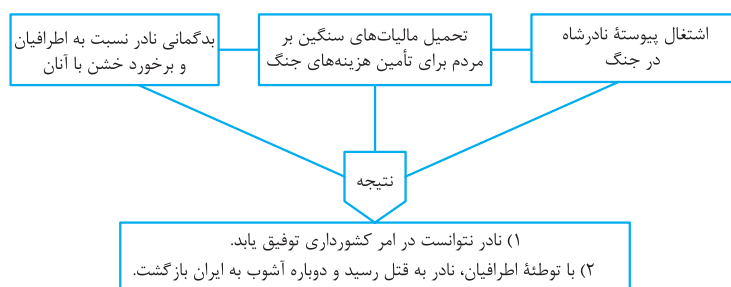 اشتغال پیوستهٔ نادرشاه
در جنگ
تحمیل مالیات‌های سنگین بر
مردم برای تأمین هزینه‌های جنگ
بدگمانی نادر نسبت به اطرافیان
و برخورد خشن با آنان
نتیجه
۱) نادر نتوانست در امر کشورداری توفیق یابد.
۲) با توطئهٔ اطرافیان، نادر به قتل رسید و دوباره آشوب به ایران بازگشت.